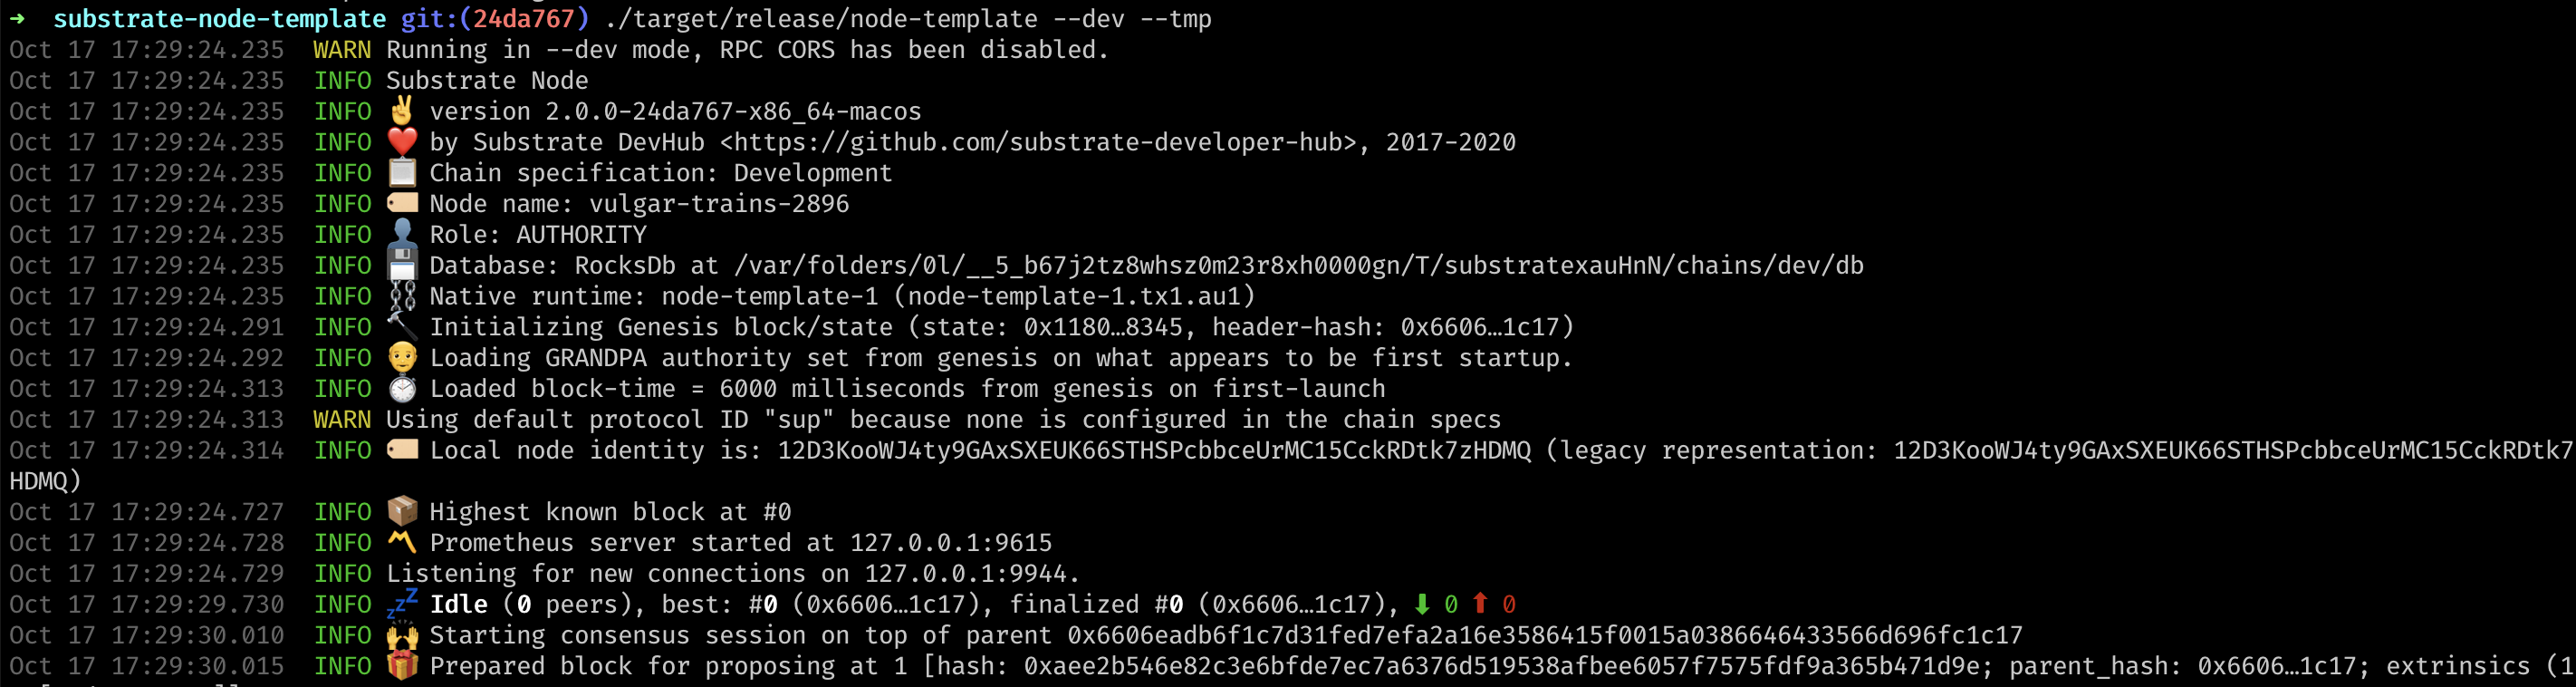 → substrate-node-template git:(24da767) ./target/release/node-template --dev --tmp
Oct 17 17:29:24.235 WARN Running in --dev mode, RPC CORS has been disabled.
Oct 17 17:29:24.235 INFO Substrate Node
Oct 17 17:29:24.235 INFO ✌️ version 2.0.0-24da767-x86_64-macos
Oct 17 17:29:24.235 INFO ❤️ by Substrate DevHub <https://github.com/substrate-developer-hub>, 2017-2020
Oct 17 17:29:24.235 INFO 📋 Chain specification: Development
Oct 17 17:29:24.235 INFO 🏷 Node name: vulgar-trains-2896
Oct 17 17:29:24.235 INFO 👤 Role: AUTHORITY
Oct 17 17:29:24.235 INFO 💾 Database: RocksDb at /var/folders/0l/__5_b67j2tz8whsz0m23r8xh0000gn/T/substratexauHnN/chains/dev/db
Oct 17 17:29:24.235 INFO ⛓ Native runtime: node-template-1 (node-template-1.tx1.au1)
Oct 17 17:29:24.291 INFO 🔨 Initializing Genesis block/state (state: 0x1180…8345, header-hash: 0x6606…1c17)
Oct 17 17:29:24.292 INFO 👴 Loading GRANDPA authority set from genesis on what appears to be first startup.
Oct 17 17:29:24.313 INFO ⏱ Loaded block-time = 6000 milliseconds from genesis on first-launch
Oct 17 17:29:24.313 WARN Using default protocol ID "sup" because none is configured in the chain specs
Oct 17 17:29:24.314 INFO 🏷 Local node identity is: 12D3KooWJ4ty9GAxSXEUK66STHSPcbbceUrMC15CckRDtk7zHDMQ (legacy representation: 12D3KooWJ4ty9GAxSXEUK66STHSPcbbceUrMC15CckRDtk7
HDMQ)
Oct 17 17:29:24.727 INFO 📦 Highest known block at #0
Oct 17 17:29:24.728 INFO 〽️ Prometheus server started at 127.0.0.1:9615
Oct 17 17:29:24.729 INFO Listening for new connections on 127.0.0.1:9944.
Oct 17 17:29:29.730 INFO 💤 Idle (0 peers), best: #0 (0x6606…1c17), finalized #0 (0x6606…1c17), ⬇ 0 ⬆ 0
Oct 17 17:29:30.010 INFO 🙌 Starting consensus session on top of parent 0x6606eadb6f1c7d31fed7efa2a16e3586415f0015a0386646433566d696fc1c17
Oct 17 17:29:30.015 INFO 🎁 Prepared block for proposing at 1 [hash: 0xaee2b546e82c3e6bfde7ec7a6376d519538afbee6057f7575fdf9a365b471d9e; parent_hash: 0x6606…1c17; extrinsics (1